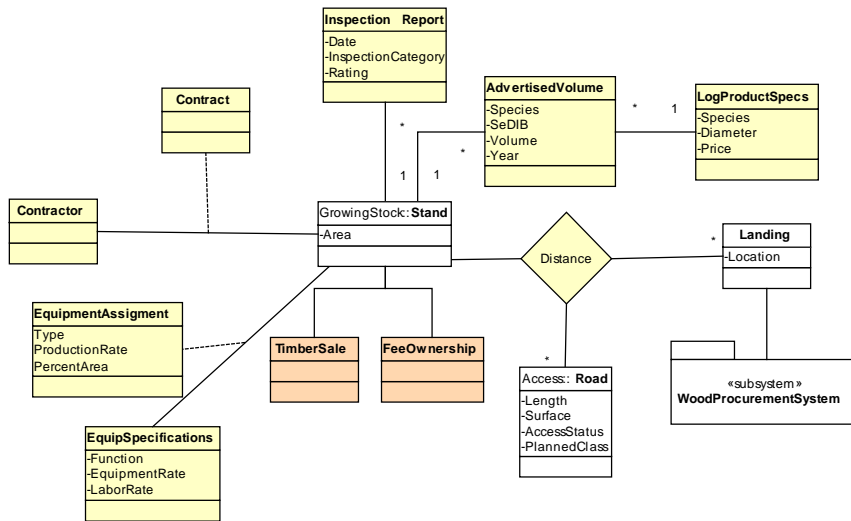 Inspection Report
-Date
-InspectionCategory
-Rating
Contract
AdvertisedVolume
-Species
-SeDIB
-Volume
-Year
LogProductSpecs
-Species
-Diameter
-Price
*
1
*
*
1
1
Contractor
GrowingStock::Stand
-Area
Distance
*
Landing
-Location
EquipmentAssigment
Type
ProductionRate
PercentArea
TimberSale
FeeOwnership
*
Access:: Road
-Length
-Surface
-AccessStatus
-PlannedClass
«subsystem»
WoodProcurementSystem
EquipSpecifications
-Function
-EquipmentRate
-LaborRate